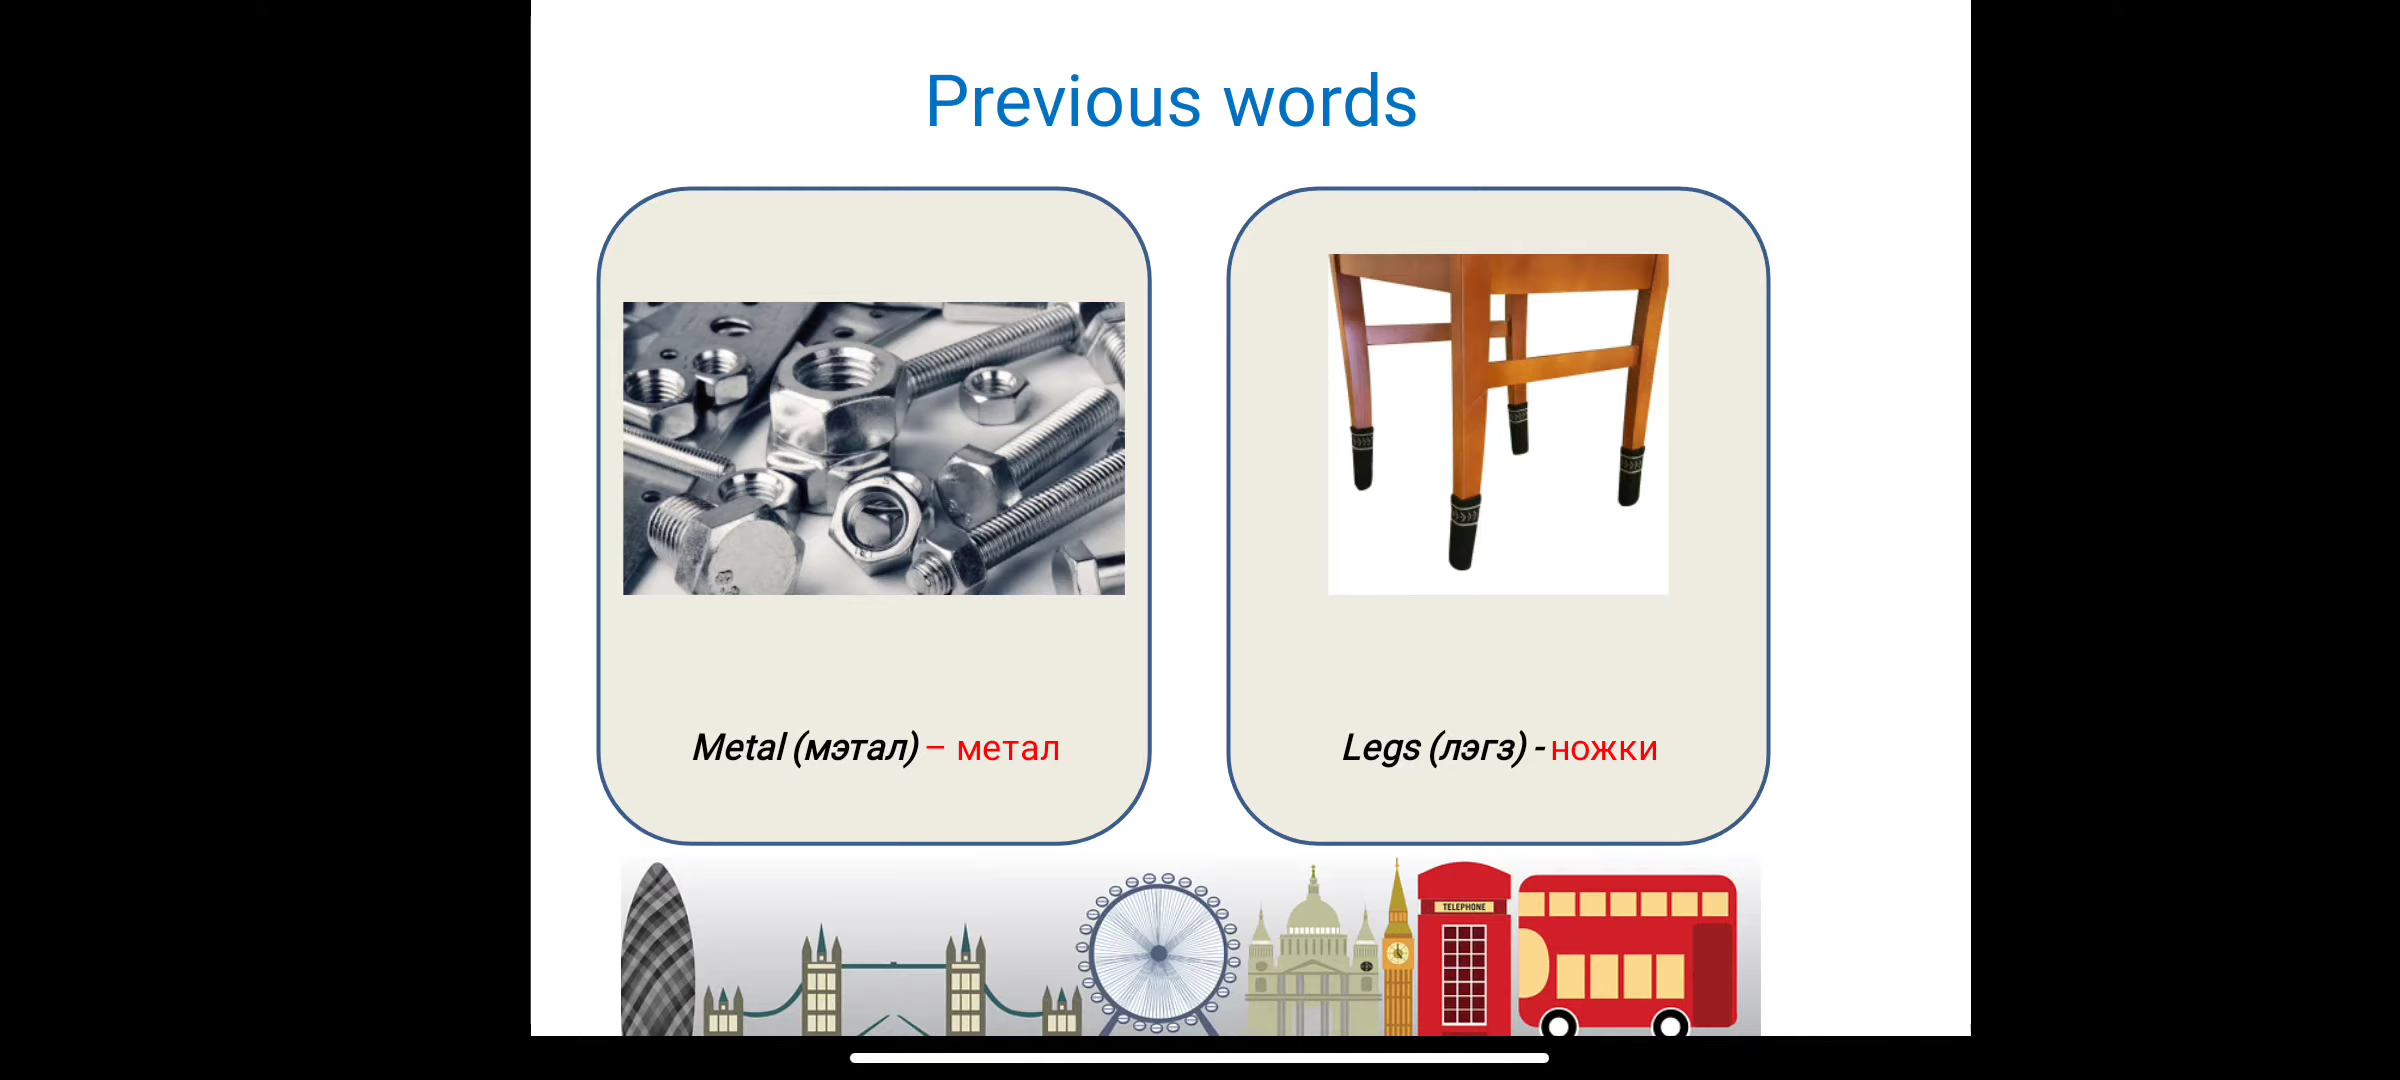 Previous words
Metal (мэтал) – метал
Legs (лэгз) - ножки
TELEPHONE